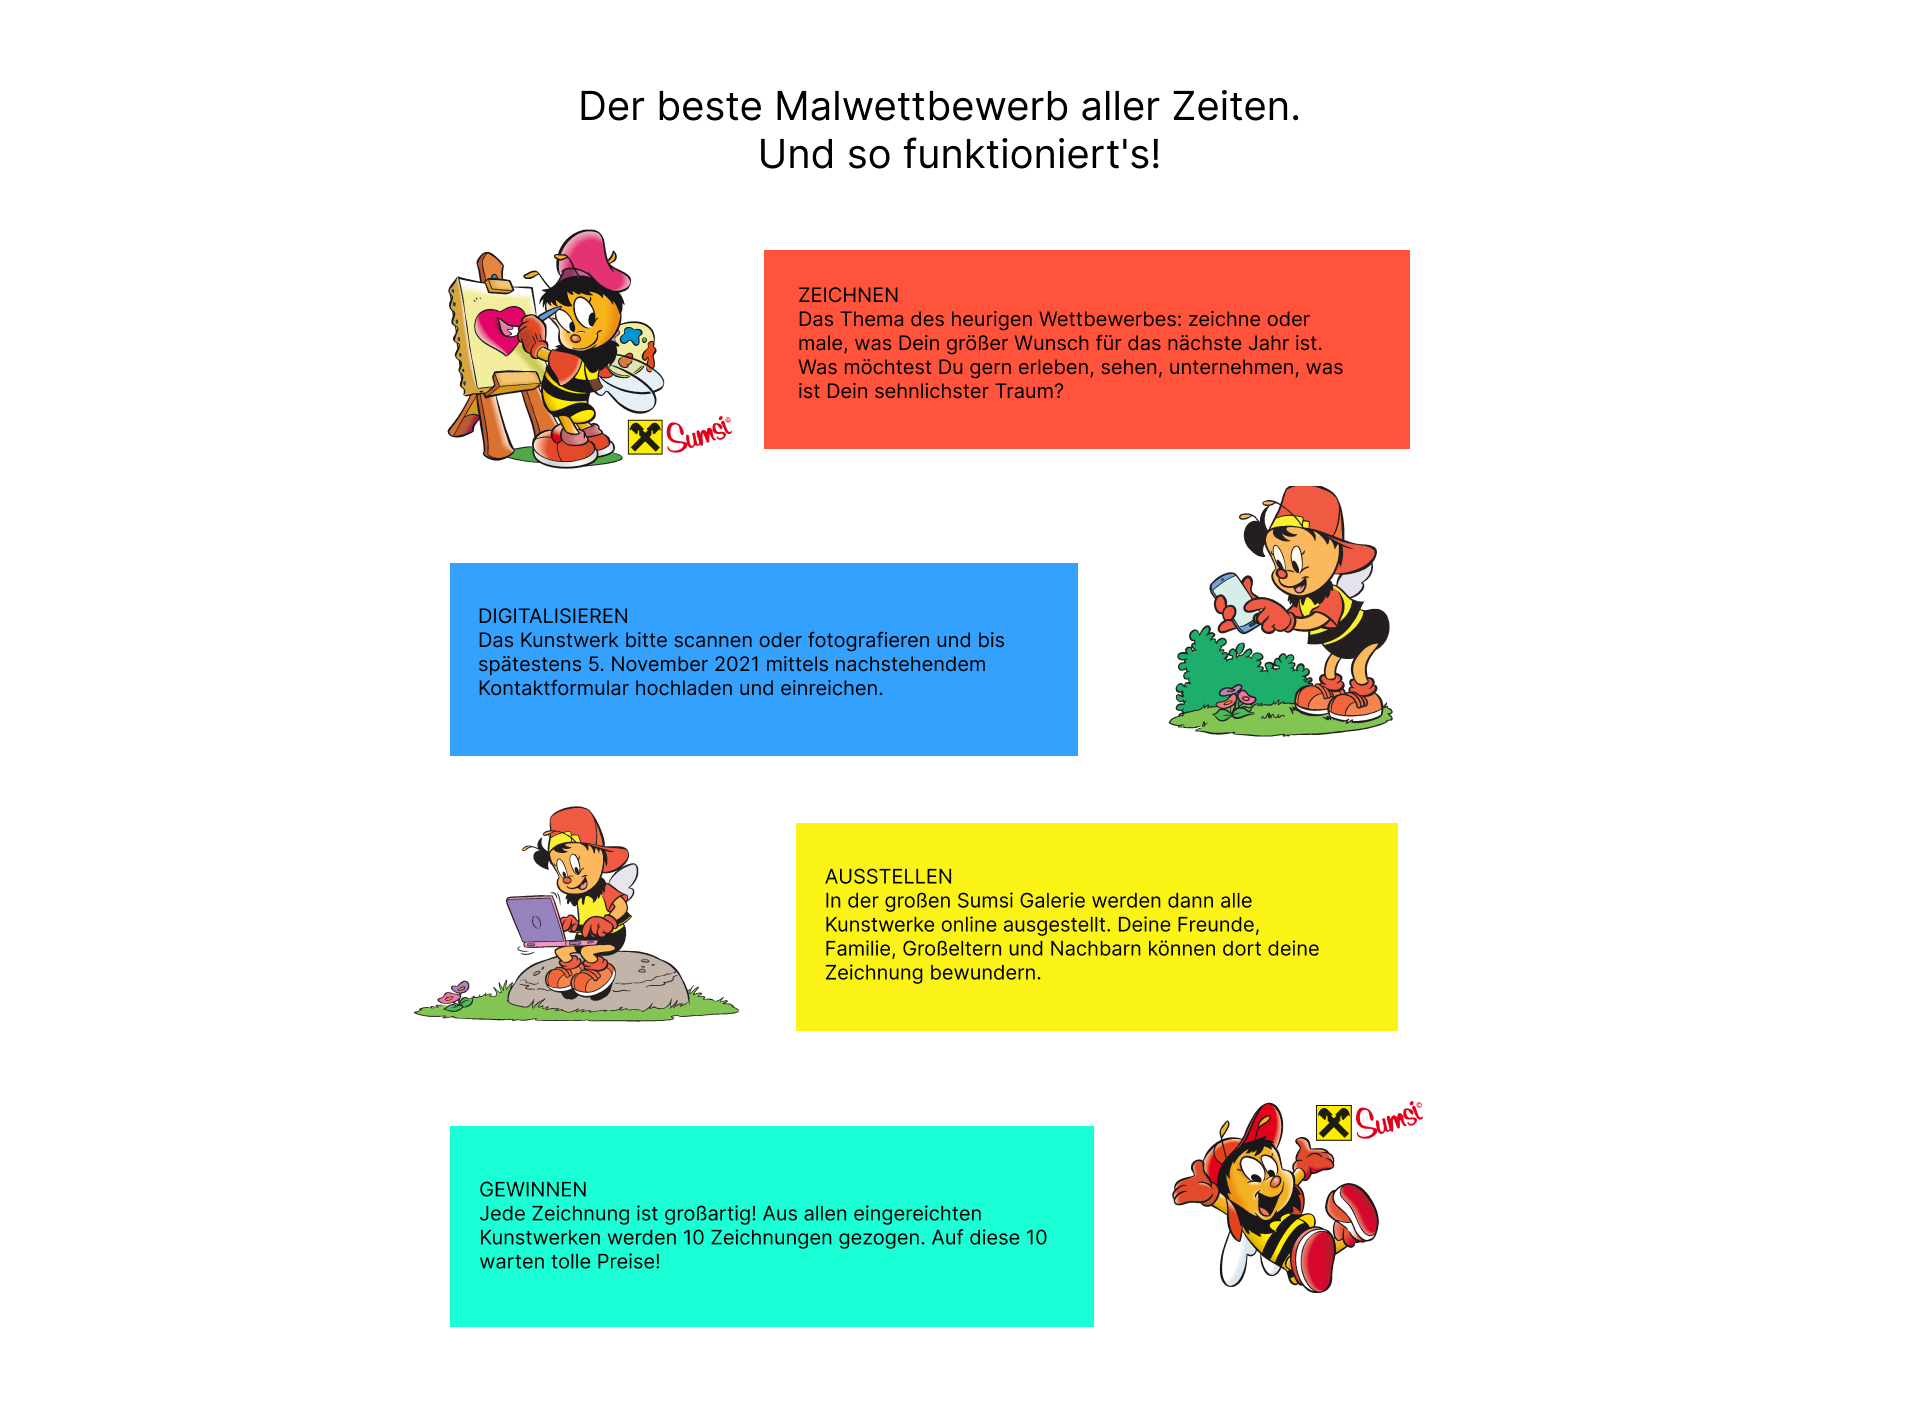 Der beste Malwettbewerb aller Zeiten.
Und so funktioniert's!
Sumsi©
ZEICHNEN
Das Thema des heurigen Wettbewerbes: zeichne oder
male, was Dein größer Wunsch für das nächste Jahr ist.
Was möchtest Du gern erleben, sehen, unternehmen, was
ist Dein sehnlichster Traum?
DIGITALISIEREN
Das Kunstwerk bitte scannen oder fotografieren und bis
spätestens 5. November 2021 mittels nachstehendem
Kontaktformular hochladen und einreichen.
AUSSTELLEN
In der großen Sumsi Galerie werden dann alle
Kunstwerke online ausgestellt. Deine Freunde,
Familie, Großeltern und Nachbarn können dort deine
Zeichnung bewundern.
Sumsi©
GEWINNEN
Jede Zeichnung ist großartig! Aus allen eingereichten
Kunstwerken werden 10 Zeichnungen gezogen. Auf diese 10
warten tolle Preise!